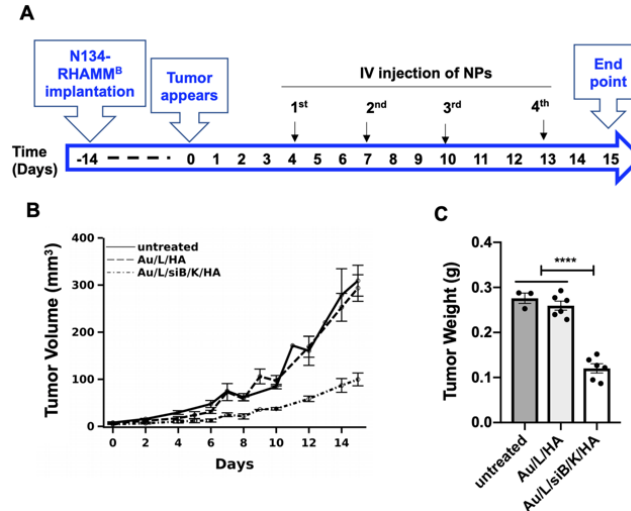 A
N134-
RHAMMᴮ
implantation
Tumor
appears
IV injection of NPs
1ˢᵗ
2ⁿᵈ
3ʳᵈ
4ᵗʰ
End
point
Time
(Days)
-14 0 1 2 3 4 5 6 7 8 9 10 11 12 13 14 15
B
untreated
Au/L/HA
Au/L/siB/K/HA
Tumor Volume (mm³)
400
300
200
100
0
0 2 4 6 8 10 12 14
Days
C
****
Tumor Weight (g)
0.3
0.2
0.1
0.0
untreated
Au/L/HA
Au/L/siB/K/HA